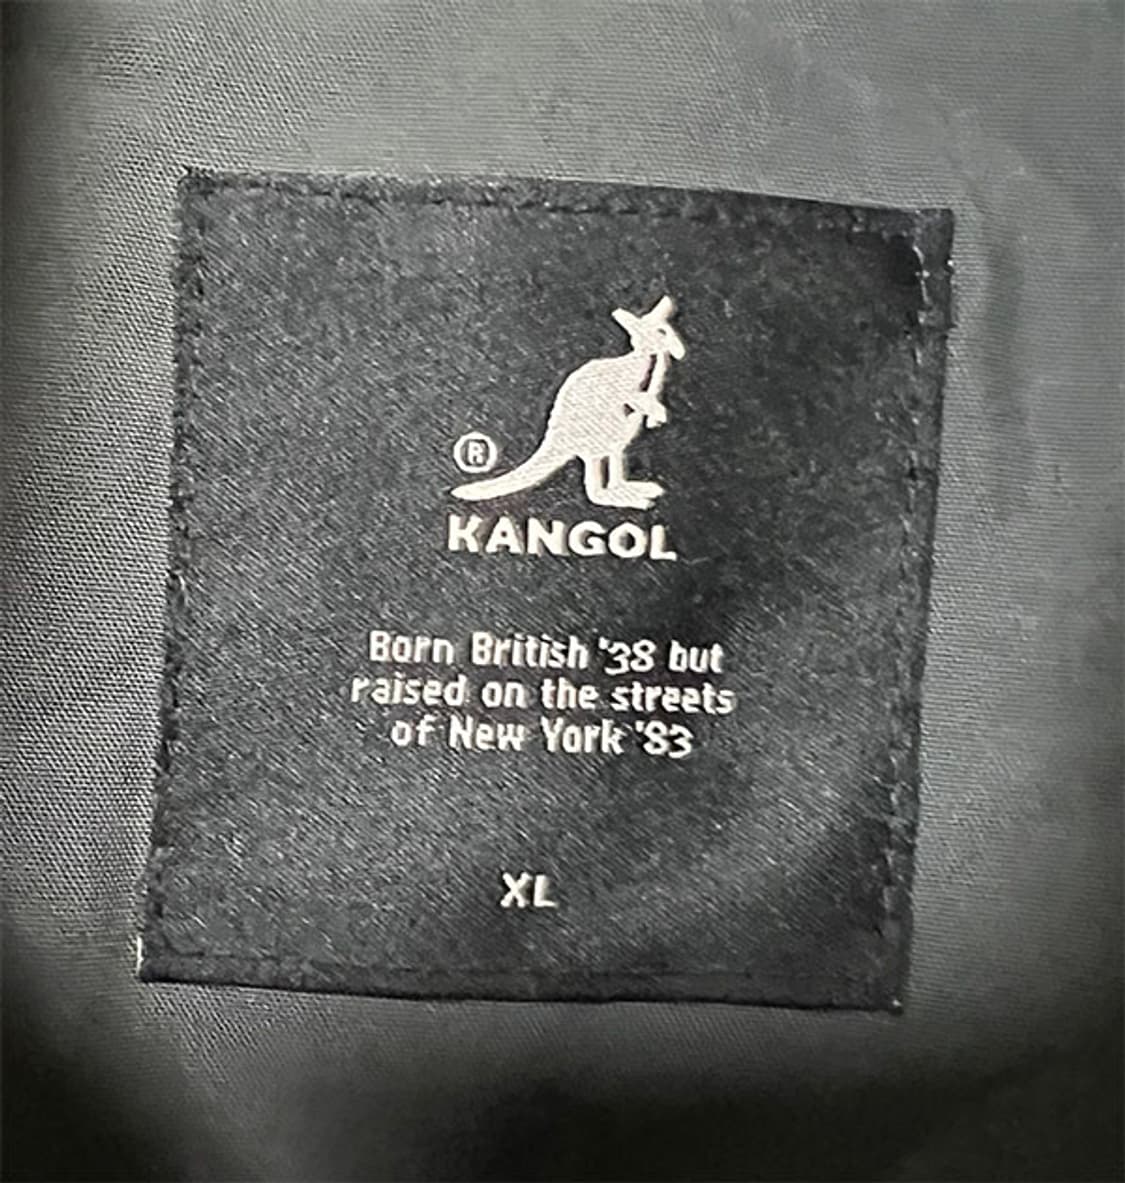 ®
KANGOL
Born British '38 but
raised on the streets
of New York '83
XL